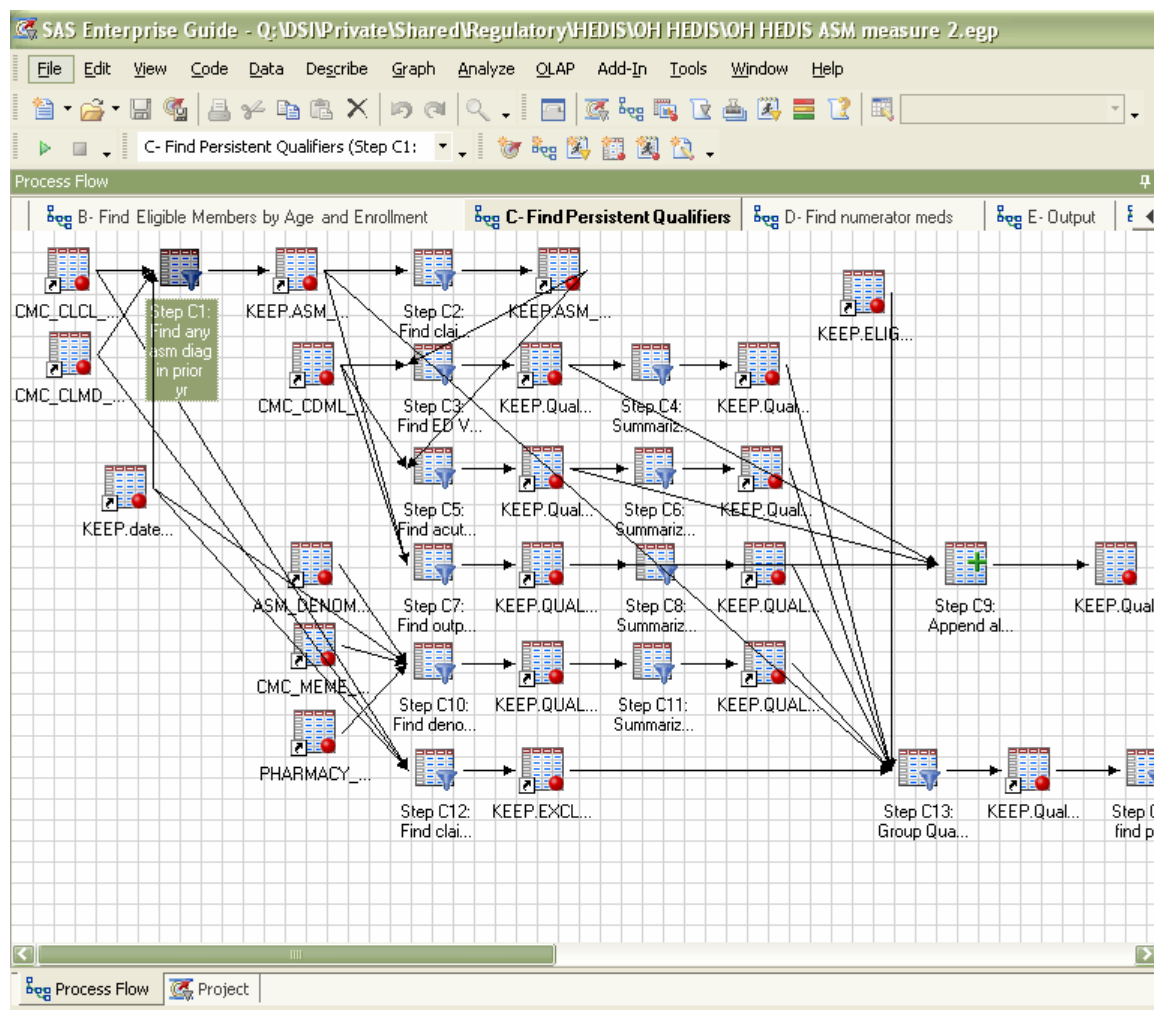 SAS Enterprise Guide - Q:\DSI\Private\Shared\Regulatory\HEDIS\OH HEDIS\OH HEDIS ASM measure 2.egp
File Edit View Code Data Describe Graph Analyze OLAP Add-In Tools Window Help
C- Find Persistent Qualifiers (Step C1:
Process Flow
B- Find Eligible Members by Age and Enrollment
C- Find Persistent Qualifiers
D- Find numerator meds
E- Output
CMC_CLCL_...
Step C1:
Find any
asm diag
in prior
yr
KEEP.ASM_...
Step C2:
Find clai...
KEEP.ASM_...
KEEP.ELIG...
CMC_CLMD_...
CMC_CDML_
Step C3:
Find ED V...
KEEP.Qual...
Step C4:
Summariz...
KEEP.Qual...
KEEP.date...
Step C5:
Find acut...
KEEP.Qual...
Step C6:
Summariz...
KEEP.Qual...
ASM_DENOM...
Step C7:
Find outp...
KEEP.QUAL...
Step C8:
Summariz...
KEEP.QUAL...
Step C9:
Append al...
KEEP.Qual
CMC_MEME_...
Step C10:
Find deno...
KEEP.QUAL...
Step C11:
Summariz...
KEEP.QUAL...
PHARMACY_...
Step C12:
Find clai...
KEEP.EXCL...
Step C13:
Group Qua...
KEEP.Qual...
Step
find p
Process Flow
Project